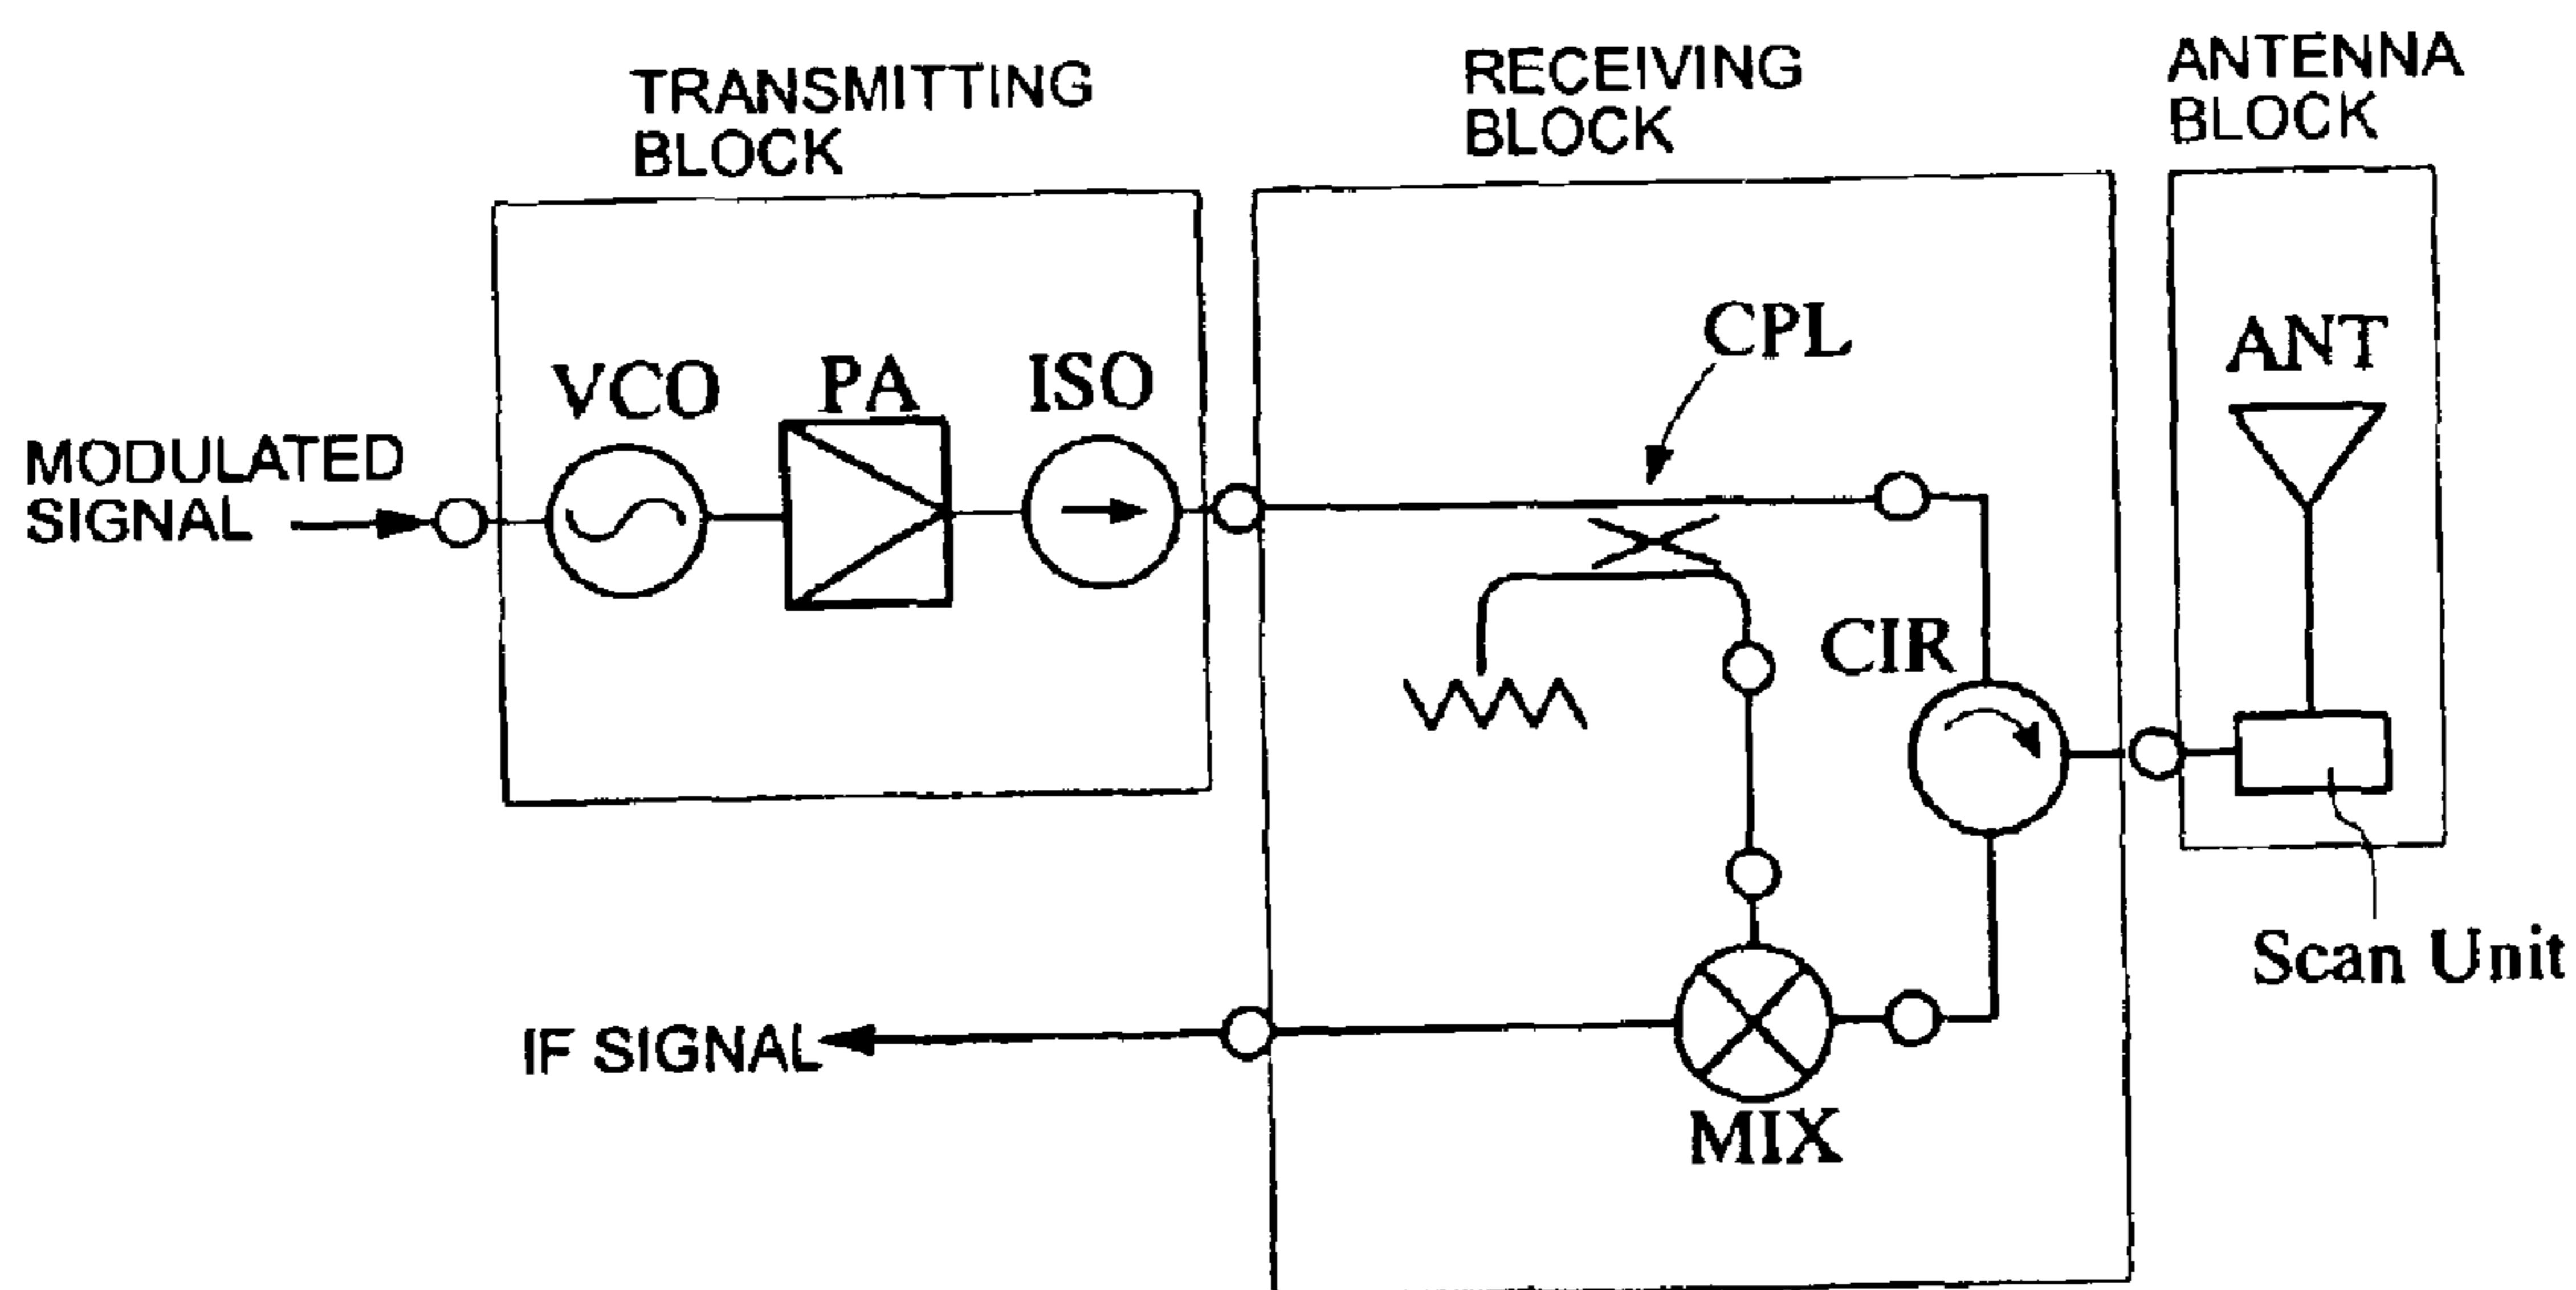 TRANSMITTING
BLOCK
RECEIVING
BLOCK
ANTENNA
BLOCK
MODULATED
SIGNAL
VCO
PA
ISO
CPL
CIR
ANT
Scan Unit
IF SIGNAL
MIX